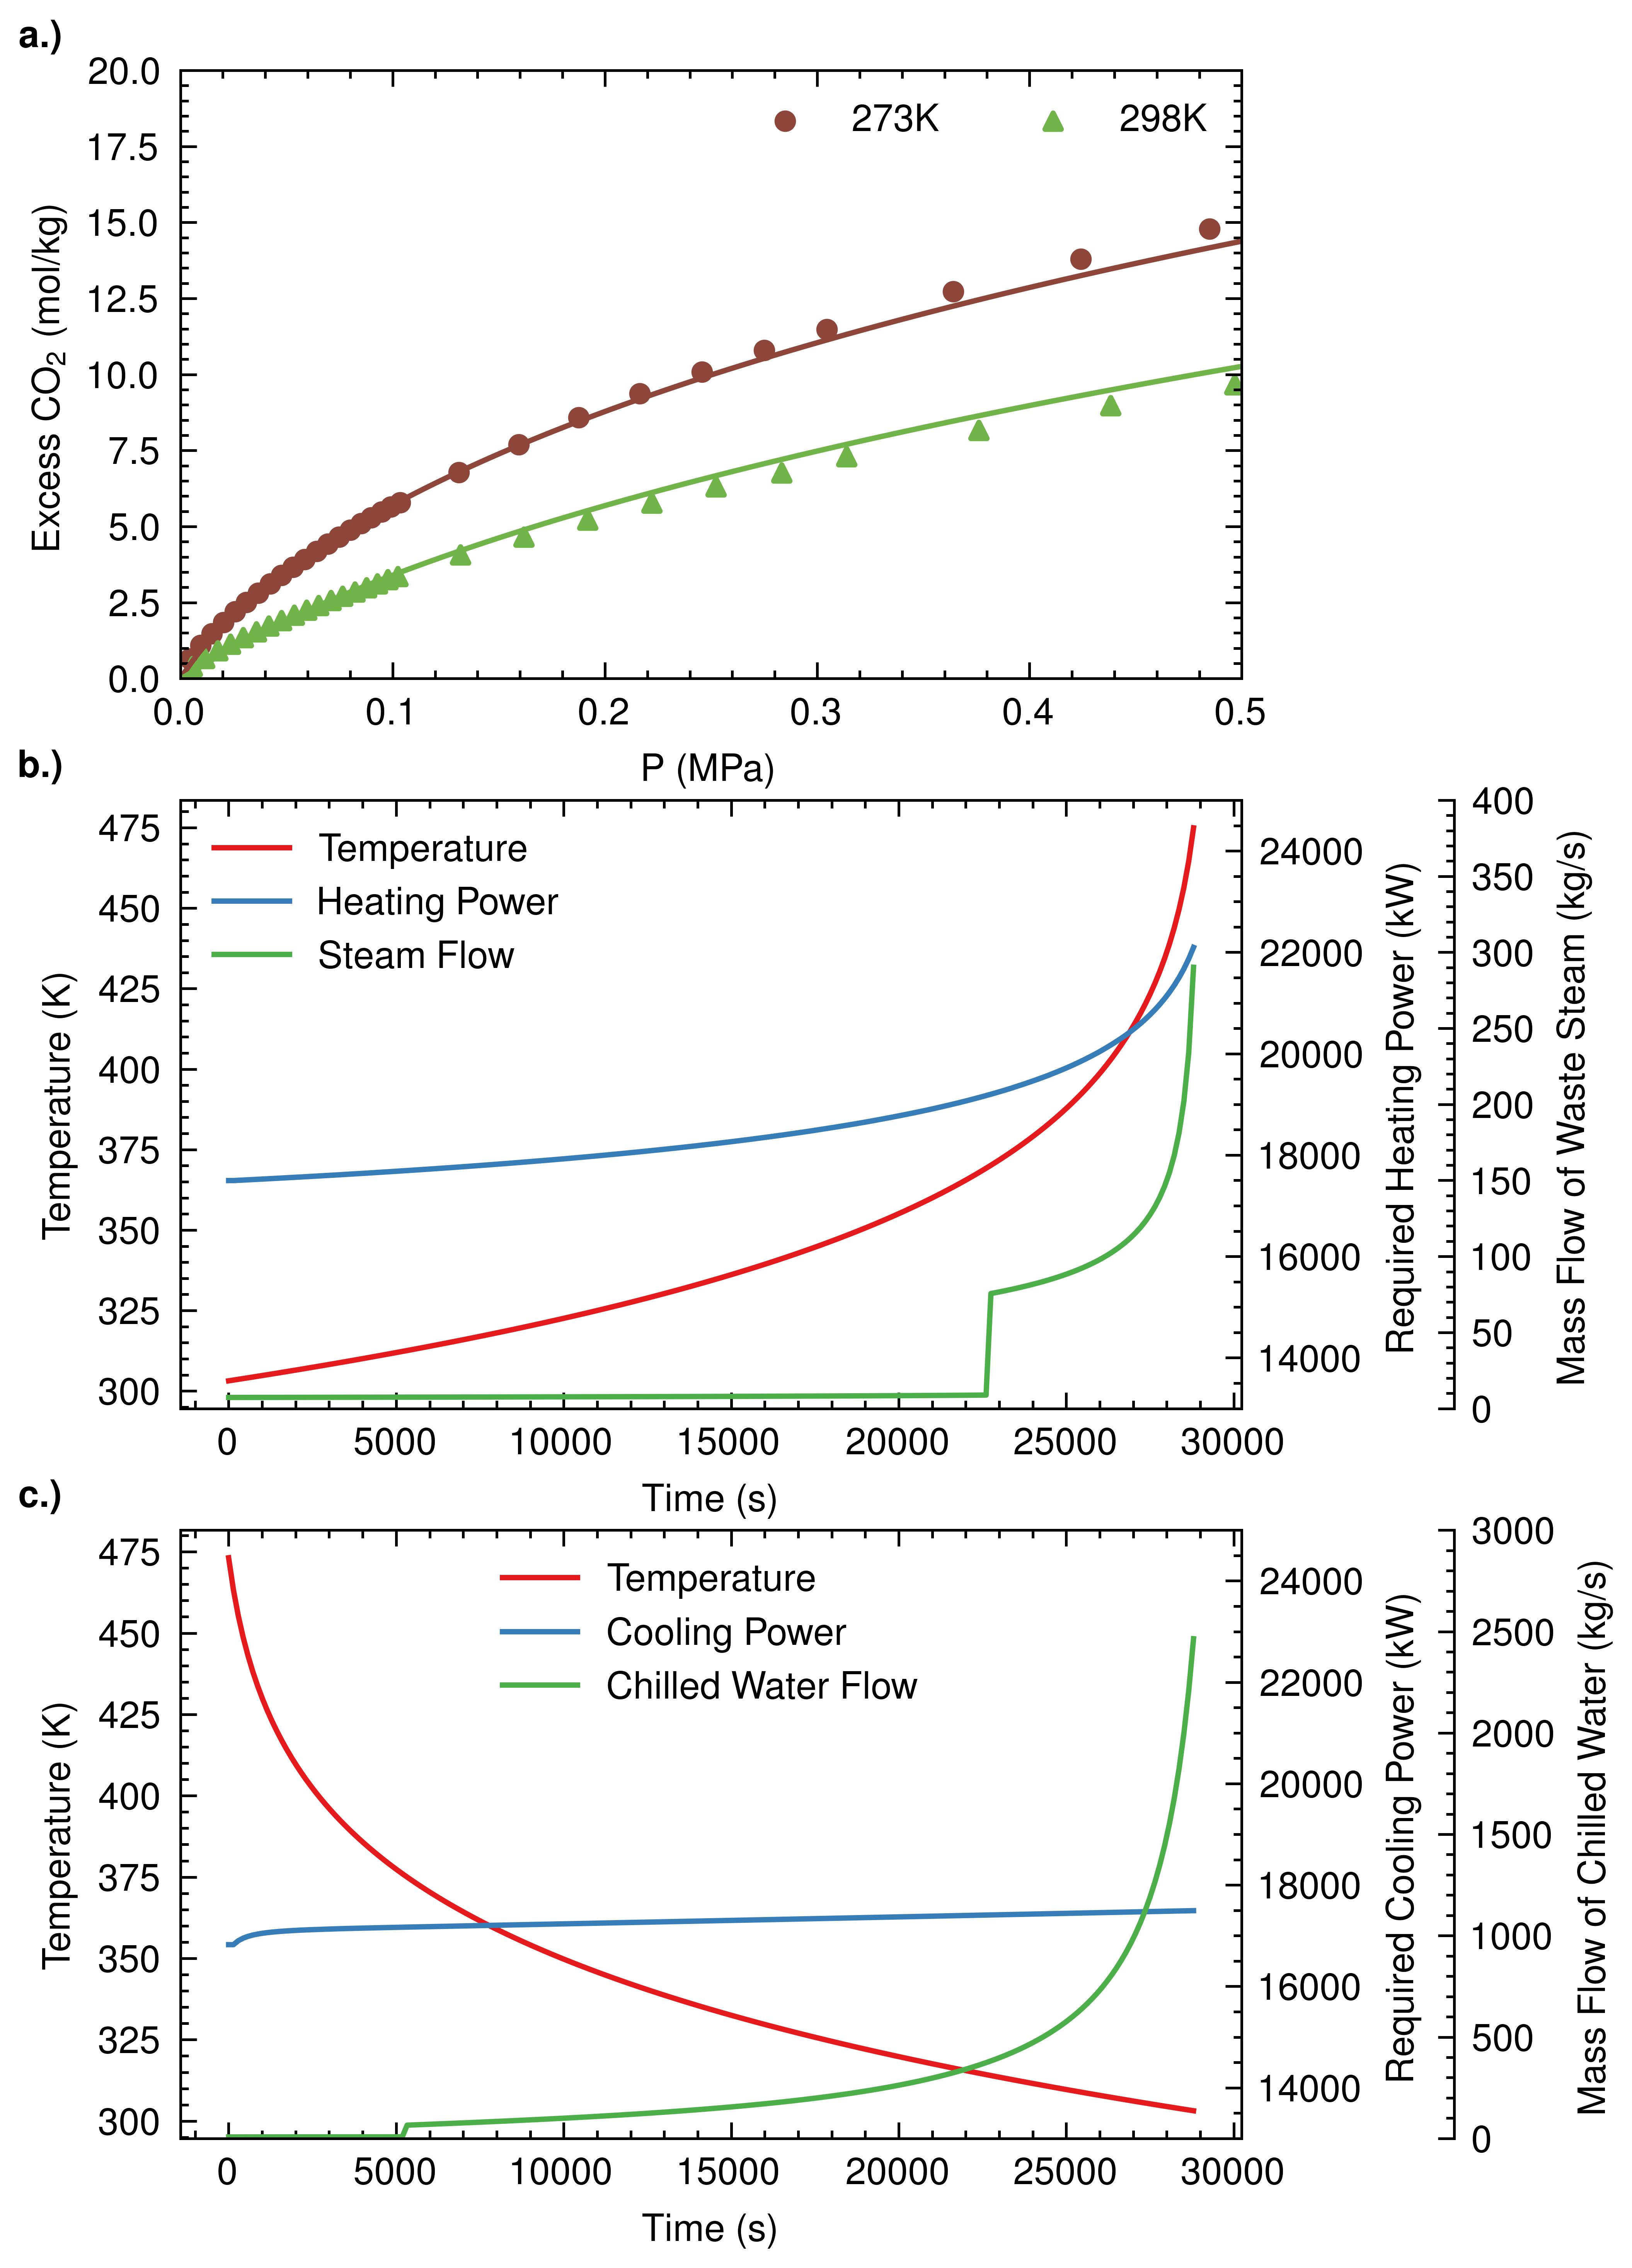 a.)
20.0
17.5
15.0
12.5
10.0
7.5
5.0
2.5
0.0
Excess CO₂ (mol/kg)
273K 298K
0.0 0.1 0.2 0.3 0.4 0.5
P (MPa)
b.)
475
450
425
400
375
350
325
300
Temperature (K)
Temperature
Heating Power
Steam Flow
24000
22000
20000
18000
16000
14000
Required Heating Power (kW)
400
350
300
250
200
150
100
50
0
Mass Flow of Waste Steam (kg/s)
0 5000 10000 15000 20000 25000 30000
Time (s)
c.)
475
450
425
400
375
350
325
300
Temperature (K)
Temperature
Cooling Power
Chilled Water Flow
24000
22000
20000
18000
16000
14000
Required Cooling Power (kW)
3000
2500
2000
1500
1000
500
0
Mass Flow of Chilled Water (kg/s)
0 5000 10000 15000 20000 25000 30000
Time (s)